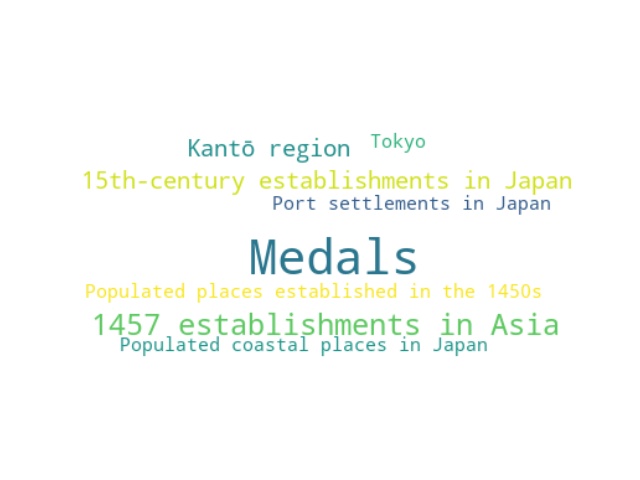 Kantō region Tokyo
15th-century establishments in Japan
Port settlements in Japan
Medals
Populated places established in the 1450s
1457 establishments in Asia
Populated coastal places in Japan